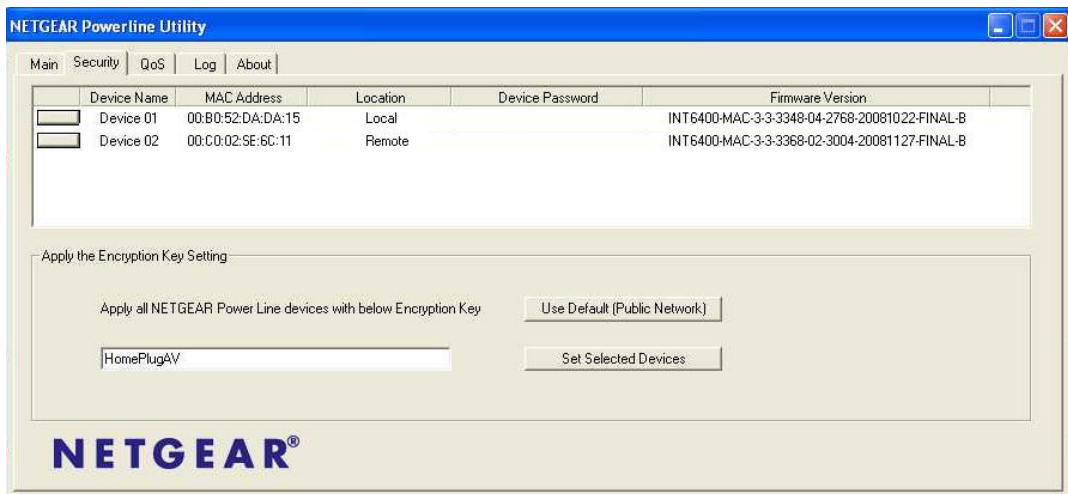 NETGEAR Powerline Utility
Main Security QoS Log About
Device Name MAC Address Location Device Password Firmware Version
Device 01 00:B0:52:DA:DA:15 Local INT6400-MAC-3-3-3348-04-2768-20081022-FINAL-B
Device 02 00:C0:02:SE:6C:11 Remote INT6400-MAC-3-3-3368-02-3004-20081127-FINAL-B
Apply the Encryption Key Setting
Apply all NETGEAR Power Line devices with below Encryption Key Use Default (Public Network)
HomePlugAV Set Selected Devices
NETGEAR®